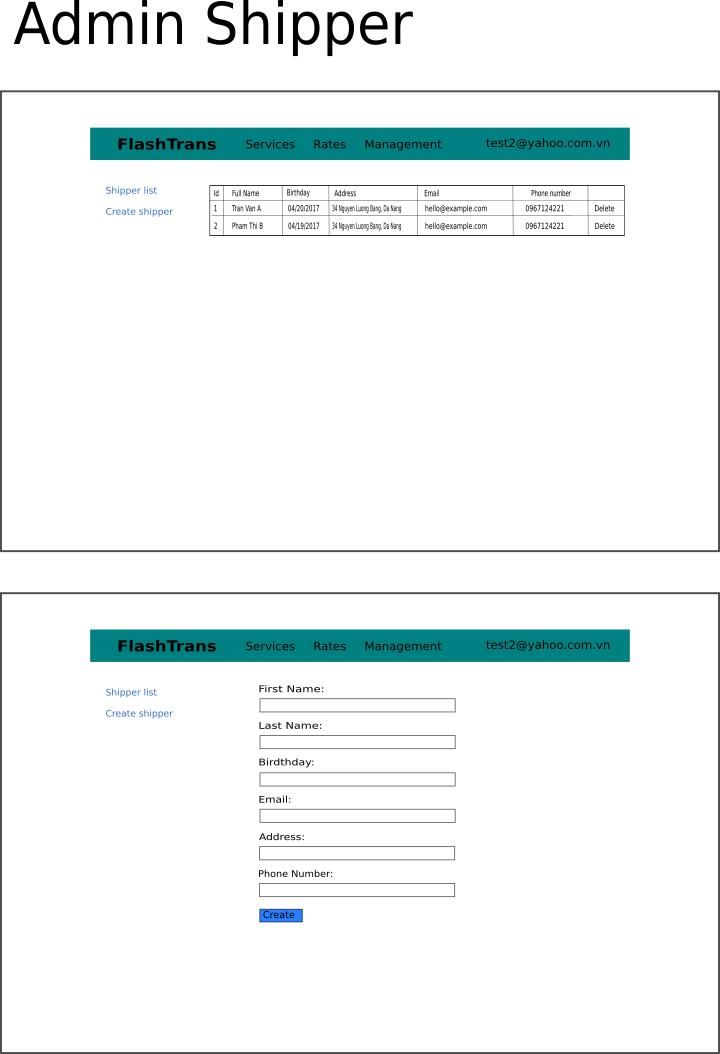 Admin Shipper
FlashTrans Services Rates Management test2@yahoo.com.vn
Shipper list
Create shipper
Id Full Name Birthday Address Email Phone number
1 Tran Van A 04/20/2017 34 Nguyen Luong Bang, Da Nang hello@example.com 0967124221 Delete
2 Pham Thi B 04/19/2017 34 Nguyen Luong Bang, Da Nang hello@example.com 0967124221 Delete
FlashTrans Services Rates Management test2@yahoo.com.vn
Shipper list
Create shipper
First Name:
Last Name:
Birdthday:
Email:
Address:
Phone Number:
Create